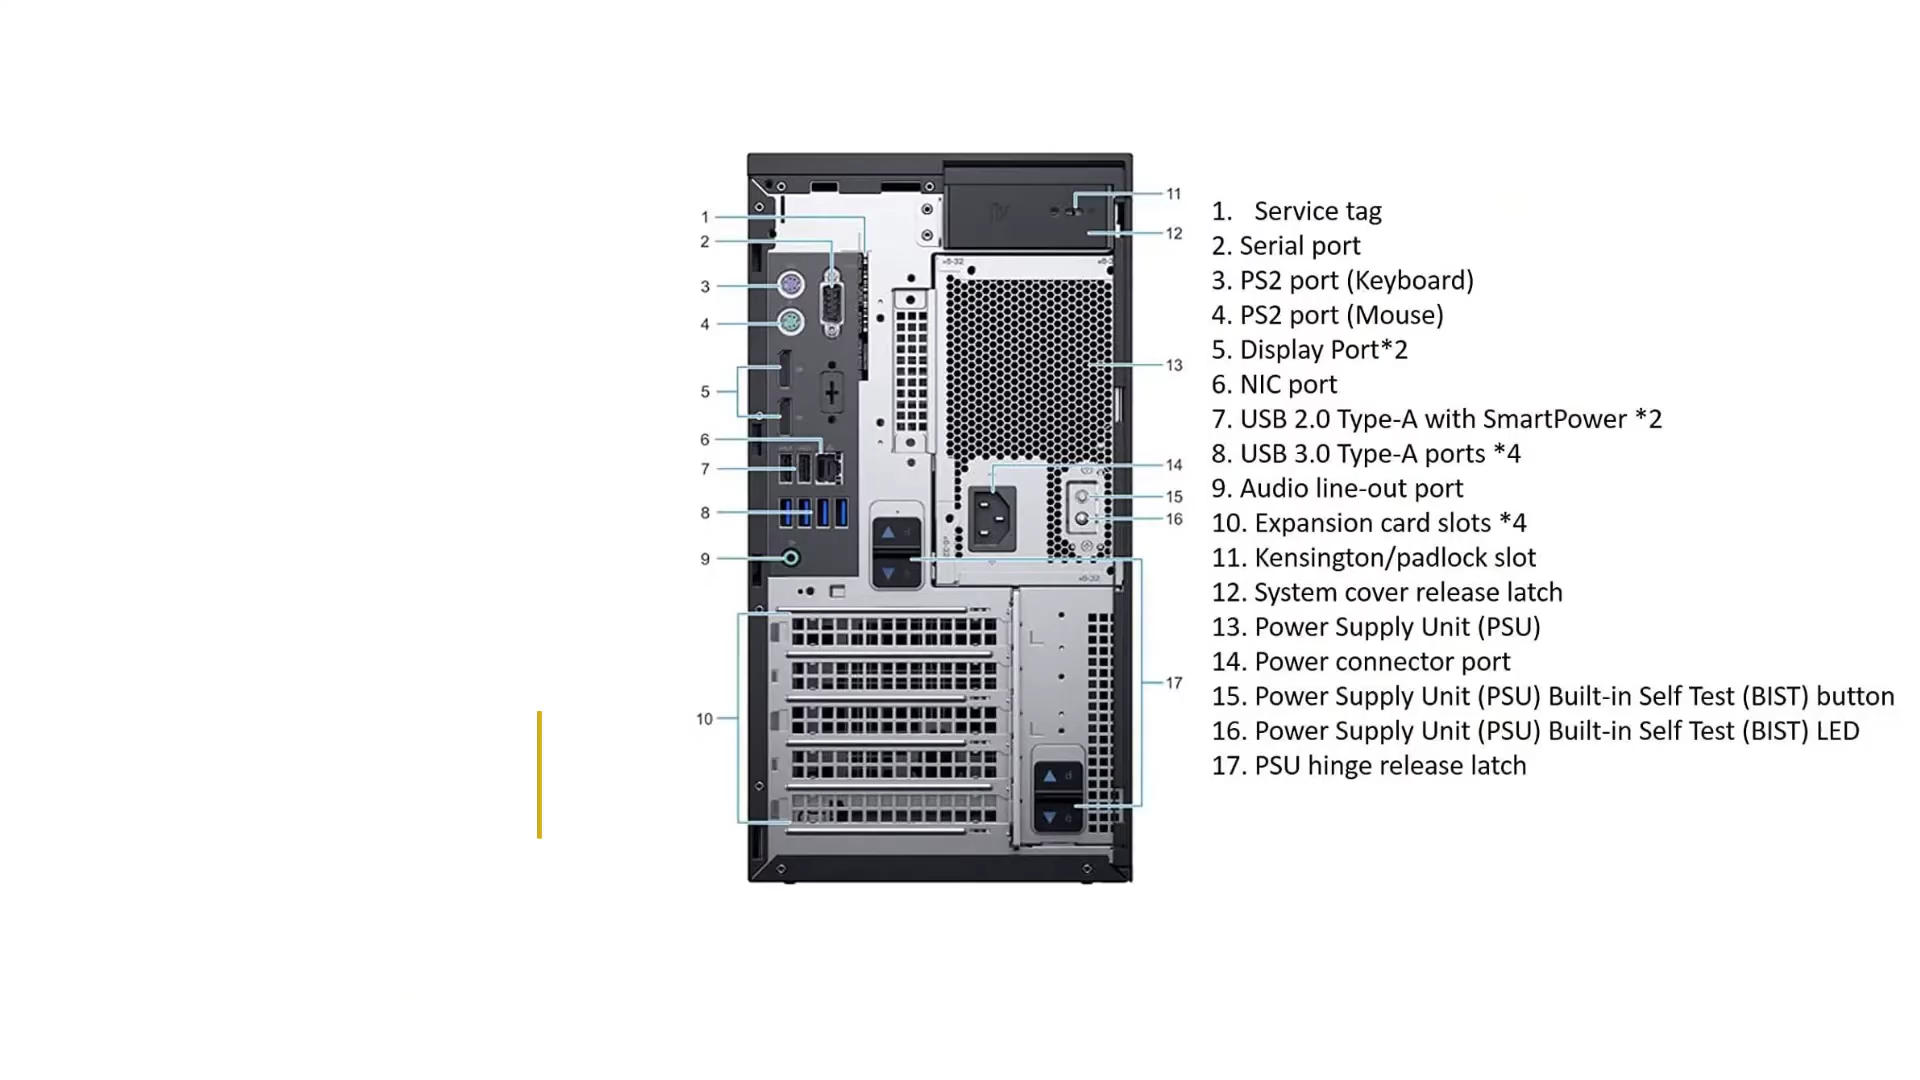 1
2
3
4
5
6
7
8
9
10
11
12
13
14
15
16
17
1. Service tag
2. Serial port
3. PS2 port (Keyboard)
4. PS2 port (Mouse)
5. Display Port*2
6. NIC port
7. USB 2.0 Type-A with SmartPower *2
8. USB 3.0 Type-A ports *4
9. Audio line-out port
10. Expansion card slots *4
11. Kensington/padlock slot
12. System cover release latch
13. Power Supply Unit (PSU)
14. Power connector port
15. Power Supply Unit (PSU) Built-in Self Test (BIST) button
16. Power Supply Unit (PSU) Built-in Self Test (BIST) LED
17. PSU hinge release latch